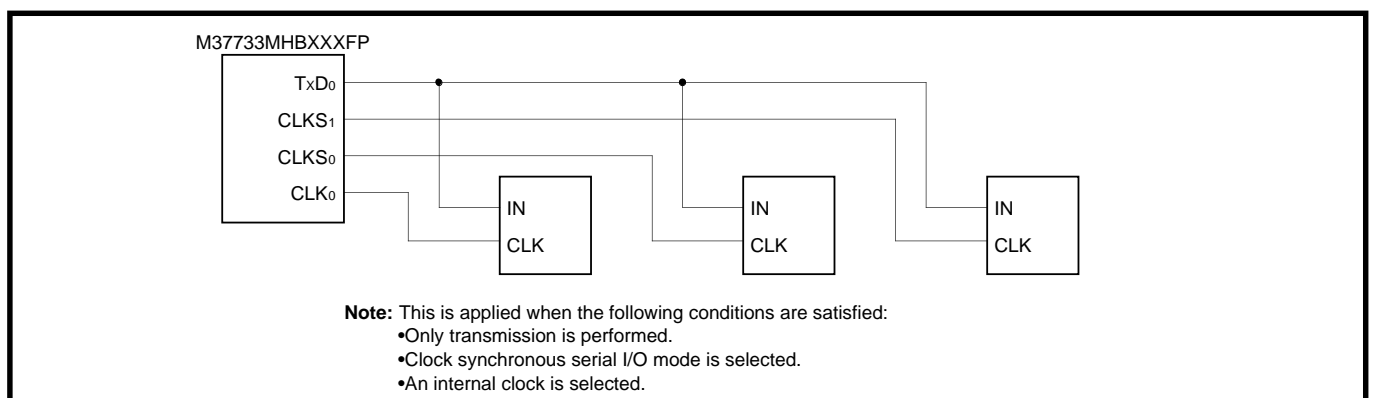 M37733MHBXXXFP
TxD0
CLKS1
CLKS0
CLK0
IN
CLK
IN
CLK
IN
CLK
Note: This is applied when the following conditions are satisfied:
•Only transmission is performed.
•Clock synchronous serial I/O mode is selected.
•An internal clock is selected.